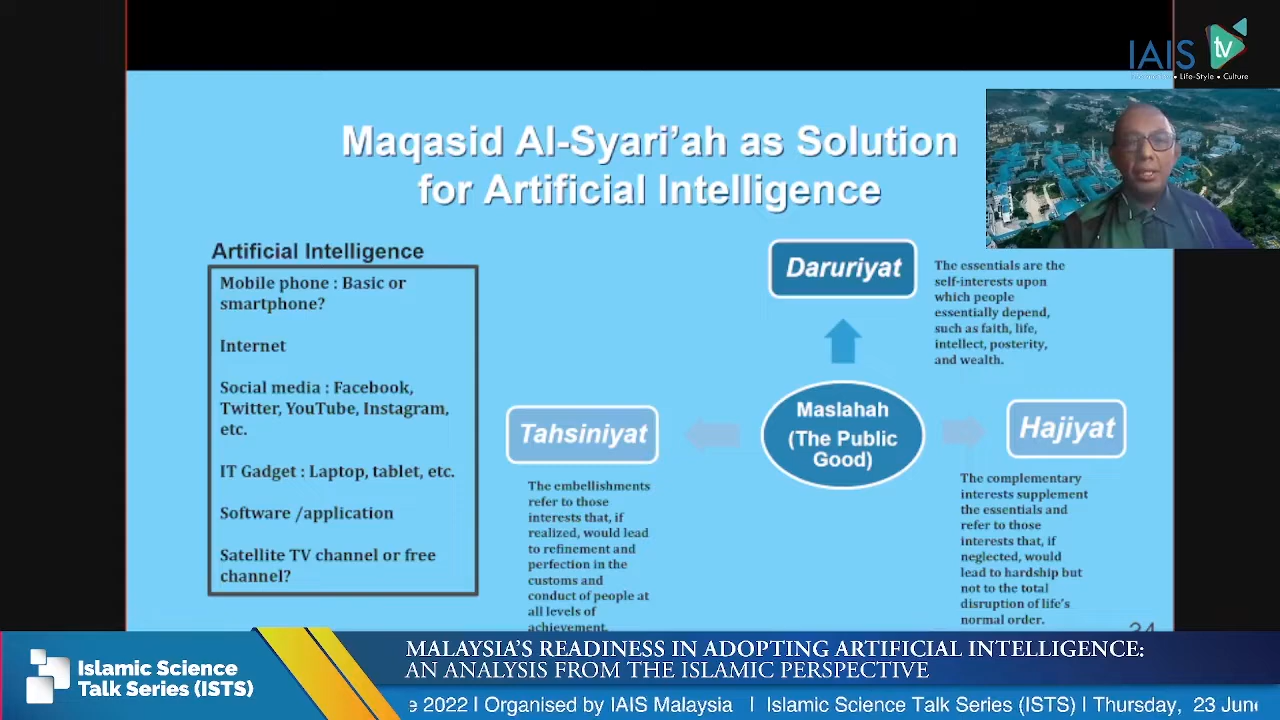 IAIS tv
• Life-Style • Culture
Maqasid Al-Syari’ah as Solution
for Artificial Intelligence
Artificial Intelligence
Mobile phone : Basic or
smartphone?
Internet
Social media : Facebook,
Twitter, YouTube, Instagram,
etc.
IT Gadget : Laptop, tablet, etc.
Software /application
Satellite TV channel or free
channel?
Daruriyat
The essentials are the
self-interests upon
which people
essentially depend,
such as faith, life,
intellect, posterity,
and wealth.
Maslahah
(The Public
Good)
Tahsiniyat
The embellishments
refer to those
interests that, if
realized, would lead
to refinement and
perfection in the
customs and
conduct of people at
all levels of
achievement.
Hajiyat
The complementary
interests supplement
the essentials and
refer to those
interests that, if
neglected, would
lead to hardship but
not to the total
disruption of life’s
normal order.
34
Islamic Science
Talk Series (ISTS)
MALAYSIA’S READINESS IN ADOPTING ARTIFICIAL INTELLIGENCE:
AN ANALYSIS FROM THE ISLAMIC PERSPECTIVE
e 2022 I Organised by IAIS Malaysia I Islamic Science Talk Series (ISTS) I Thursday, 23 June